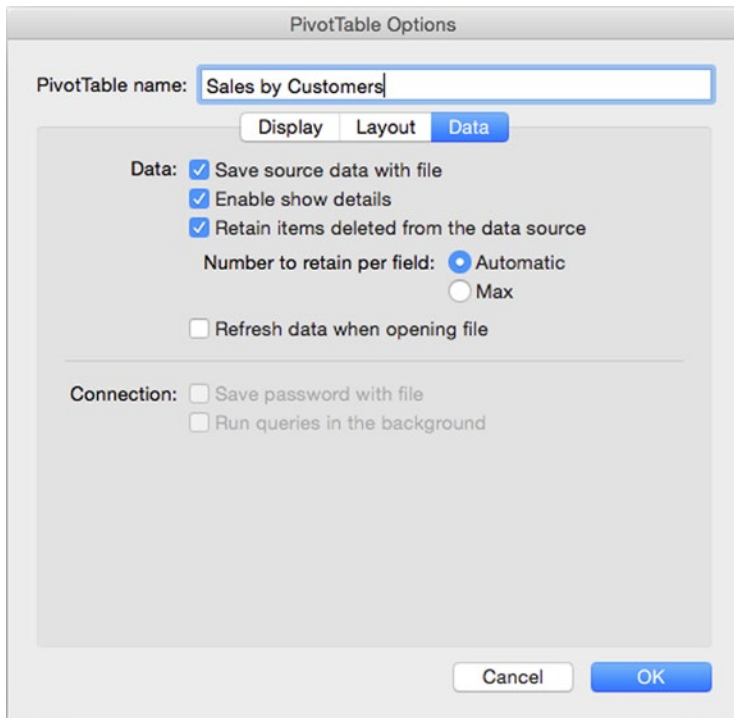 PivotTable Options
PivotTable name: Sales by Customers
Display Layout Data
Data: Save source data with file
Enable show details
Retain items deleted from the data source
Number to retain per field: Automatic
Max
Refresh data when opening file
Connection: Save password with file
Run queries in the background
Cancel OK